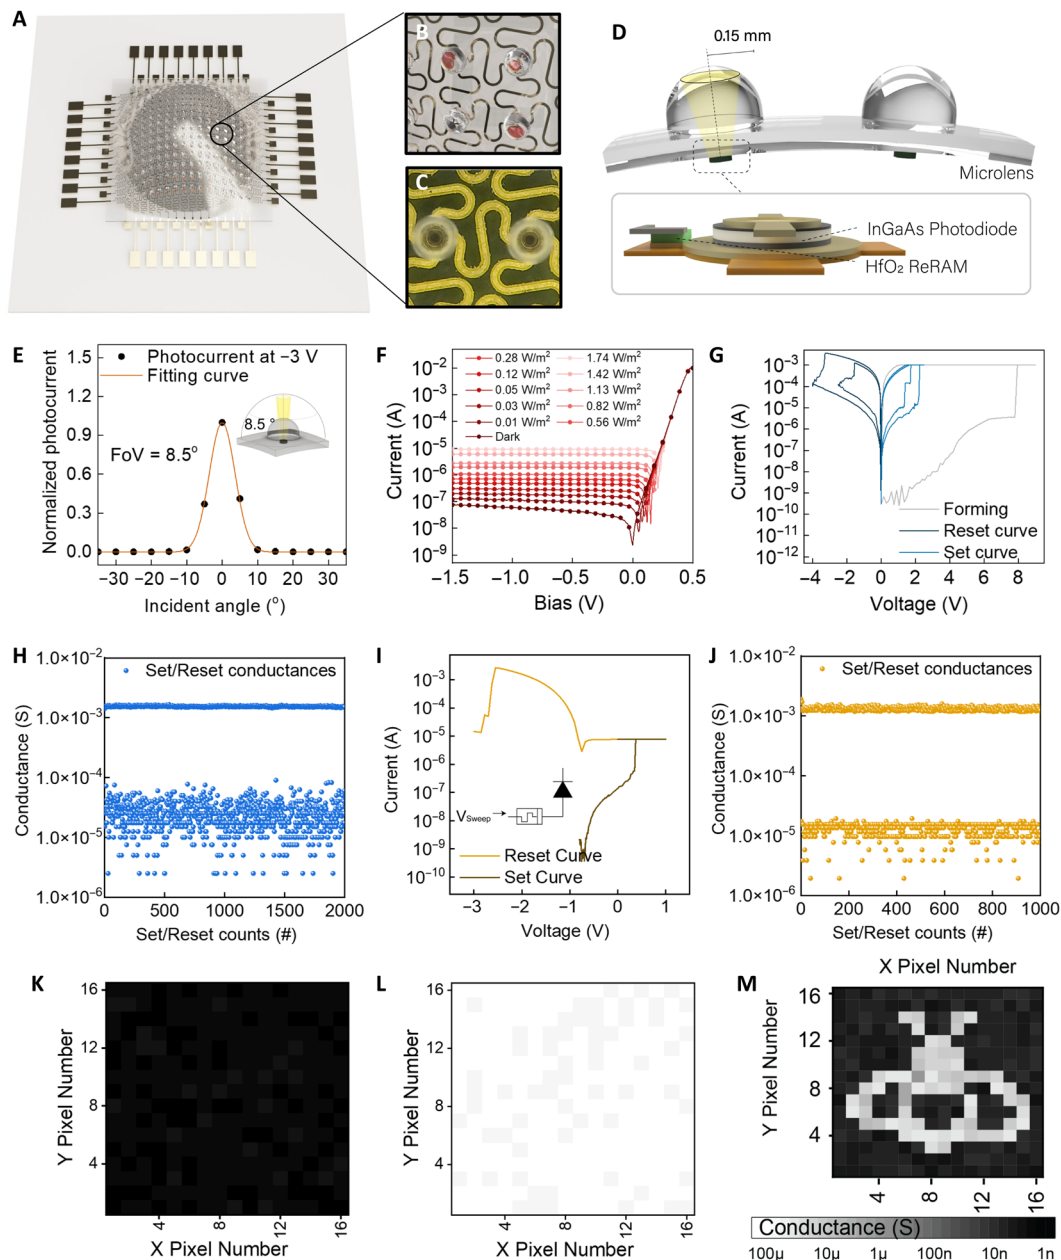 A
B
C
D
0.15 mm
Microlens
InGaAs Photodiode
HfO₂ ReRAM
E
Normalized photocurrent
1.5
1.2
0.9
0.6
0.3
0.0
Photocurrent at −3 V
Fitting curve
8.5 °
FoV = 8.5°
−30 −20 −10 0 10 20 30
Incident angle (°)
F
Current (A)
10⁻²
10⁻³
10⁻⁴
10⁻⁵
10⁻⁶
10⁻⁷
10⁻⁸
10⁻⁹
0.28 W/m² 1.74 W/m²
0.12 W/m² 1.42 W/m²
0.05 W/m² 1.13 W/m²
0.03 W/m² 0.82 W/m²
0.01 W/m² 0.56 W/m²
Dark
−1.5 −1.0 −0.5 0.0 0.5
Bias (V)
G
Current (A)
10⁻³
10⁻⁴
10⁻⁵
10⁻⁶
10⁻⁷
10⁻⁸
10⁻⁹
10⁻¹⁰
10⁻¹¹
10⁻¹²
Forming
Reset curve
Set curve
−4 −2 0 2 4 6 8
Voltage (V)
H
Conductance (S)
1.0×10⁻²
1.0×10⁻³
1.0×10⁻⁴
1.0×10⁻⁵
1.0×10⁻⁶
Set/Reset conductances
0 500 1000 1500 2000
Set/Reset counts (#)
I
Current (A)
10⁻³
10⁻⁴
10⁻⁵
10⁻⁶
10⁻⁷
10⁻⁸
10⁻⁹
10⁻¹⁰
VSweep
Reset Curve
Set Curve
−3 −2 −1 0 1
Voltage (V)
J
Conductance (S)
1.0×10⁻²
1.0×10⁻³
1.0×10⁻⁴
1.0×10⁻⁵
1.0×10⁻⁶
Set/Reset conductances
0 200 400 600 800 1000
Set/Reset counts (#)
K
Y Pixel Number
16
12
8
4
4 8 12 16
X Pixel Number
L
Y Pixel Number
16
12
8
4
4 8 12 16
X Pixel Number
X Pixel Number
M
Y Pixel Number
16
12
8
4
4 8 12 16
Conductance (S)
100µ 10µ 1µ 100n 10n 1n